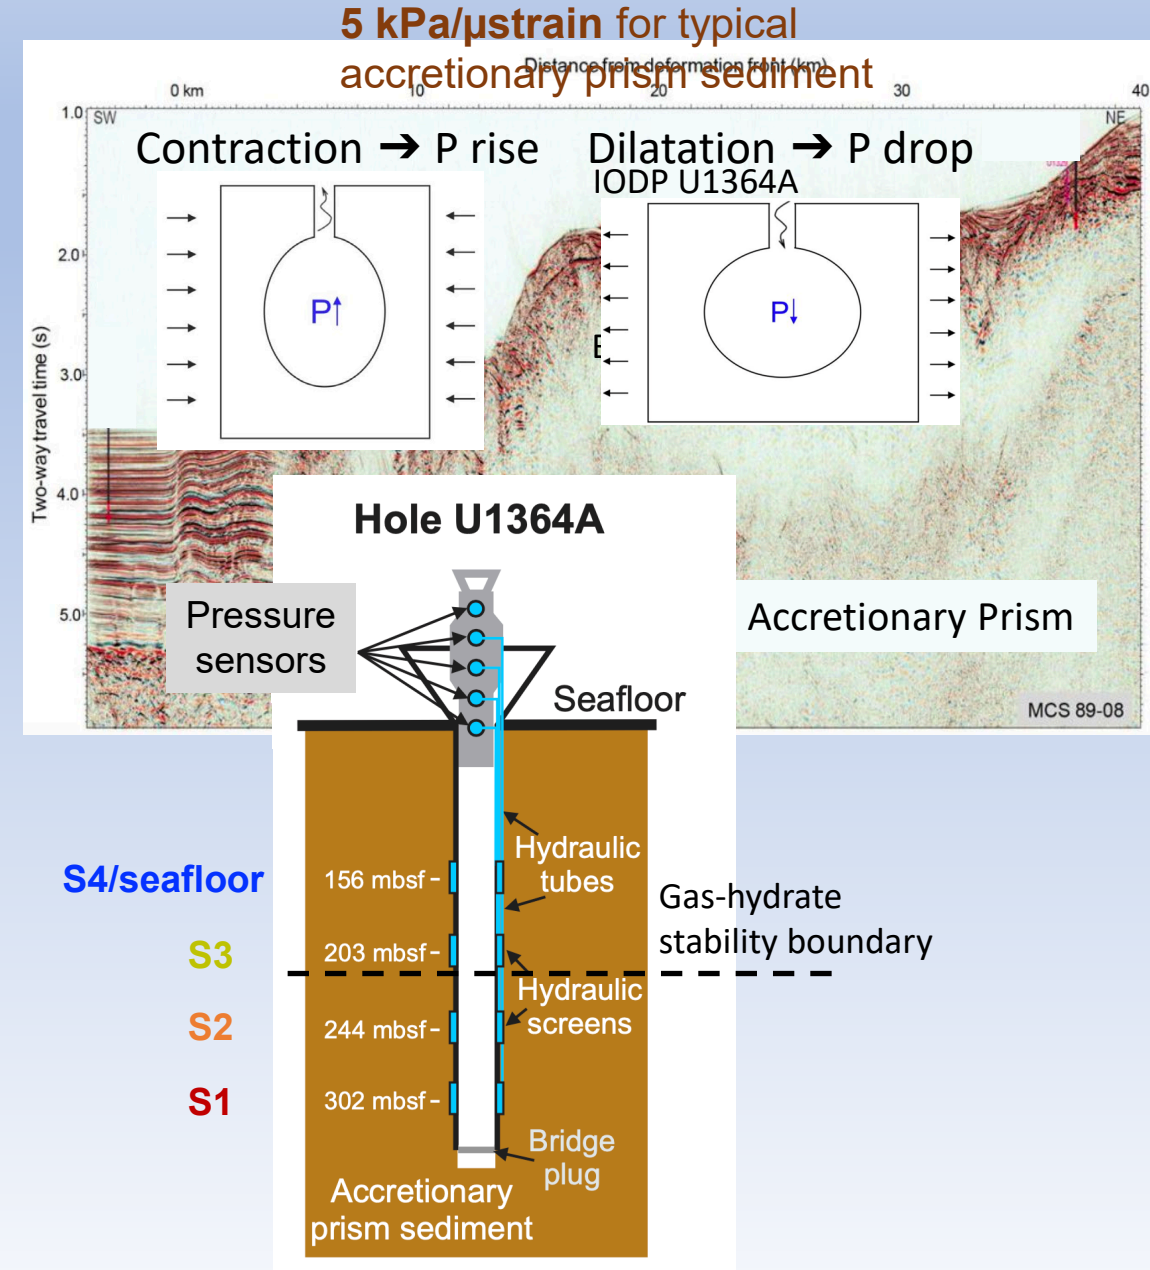 5 kPa/µstrain for typical
accretionary prism sediment
Distance from deformation front (km)
0 km
10
20
30
40
SW
NE
Contraction ➔ P rise
Dilatation ➔ P drop
IODP U1364A
P↑
P↓
Two-way travel time (s)
1.0
2.0
3.0
4.0
5.0
Hole U1364A
Pressure
sensors
Accretionary Prism
Seafloor
MCS 89-08
Hydraulic
tubes
S4/seafloor
156 mbsf
Gas-hydrate
stability boundary
S3
203 mbsf
Hydraulic
screens
S2
244 mbsf
S1
302 mbsf
Bridge
plug
Accretionary
prism sediment